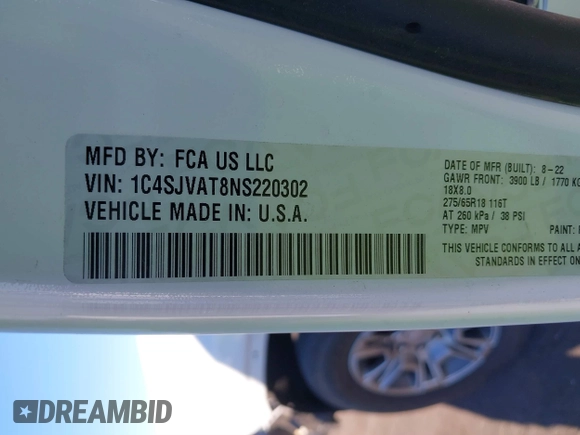 MFD BY: FCA US LLC
VIN: 1C4SJVAT8NS220302
VEHICLE MADE IN: U.S.A.
DATE OF MFR (BUILT): 8-22
GAWR FRONT: 3900 LB / 1770 KG
18X8.0
275/65R18 116T
AT 260 kPa / 38 PSI
TYPE: MPV PAINT:
THIS VEHICLE CONFORMS TO ALL A
STANDARDS IN EFFECT ON
DREAMBID